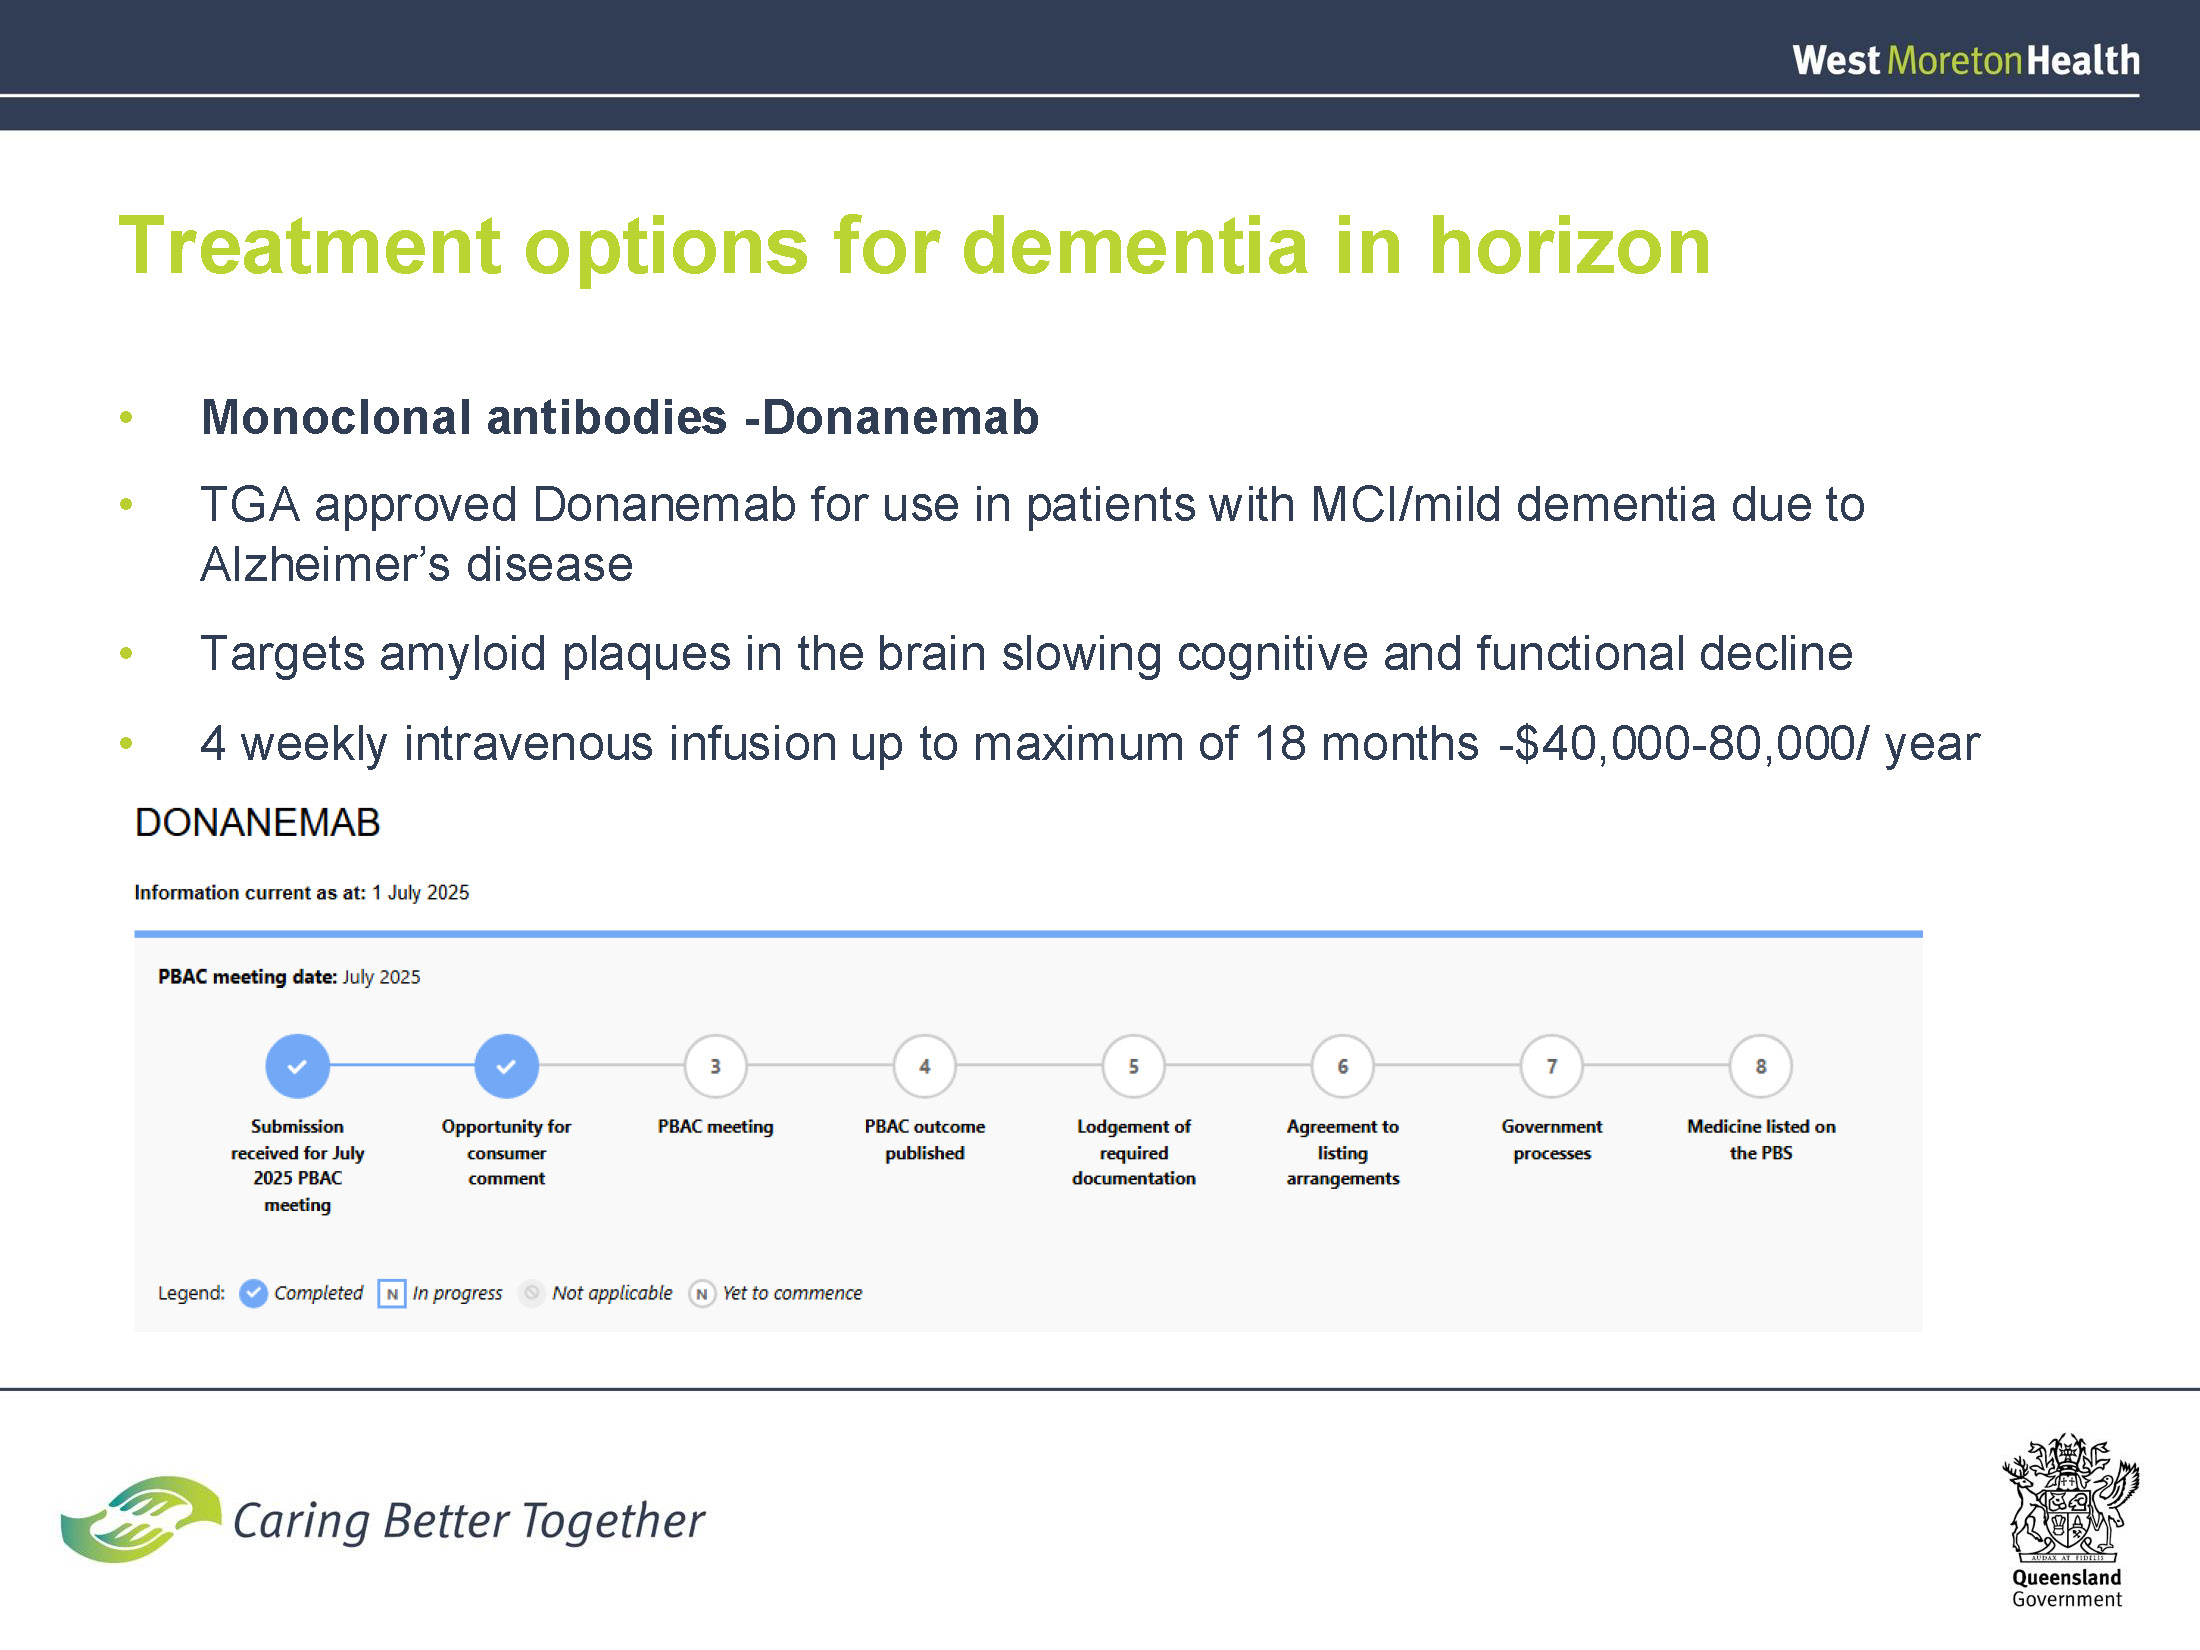 West Moreton Health
Treatment options for dementia in horizon
• Monoclonal antibodies -Donanemab
• TGA approved Donanemab for use in patients with MCI/mild dementia due to
Alzheimer’s disease
• Targets amyloid plaques in the brain slowing cognitive and functional decline
• 4 weekly intravenous infusion up to maximum of 18 months -$40,000-80,000/ year
DONANEMAB
Information current as at: 1 July 2025
PBAC meeting date: July 2025
3 4 5 6 7 8
Submission
received for July
2025 PBAC
meeting
Opportunity for
consumer
comment
PBAC meeting
PBAC outcome
published
Lodgement of
required
documentation
Agreement to
listing
arrangements
Government
processes
Medicine listed on
the PBS
Legend: Completed N In progress Not applicable N Yet to commence
Caring Better Together
AUDAX AT FIDELIS
Queensland
Government